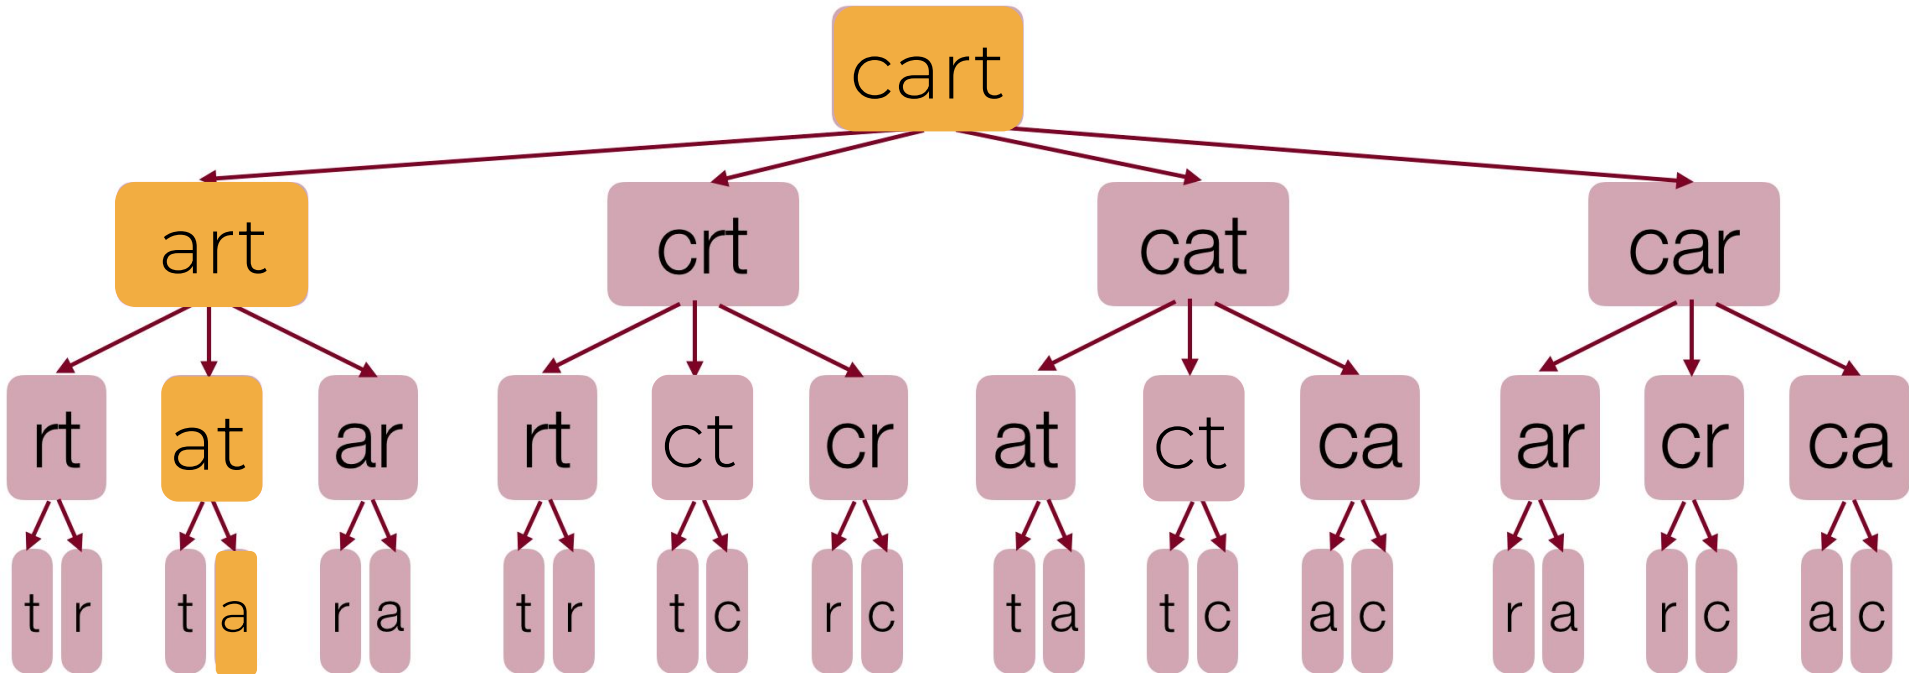 cart
art crt cat car
rt at ar rt ct cr at ct ca ar cr ca
t r t a r a t r t c r c t a t c a c r a r c a c